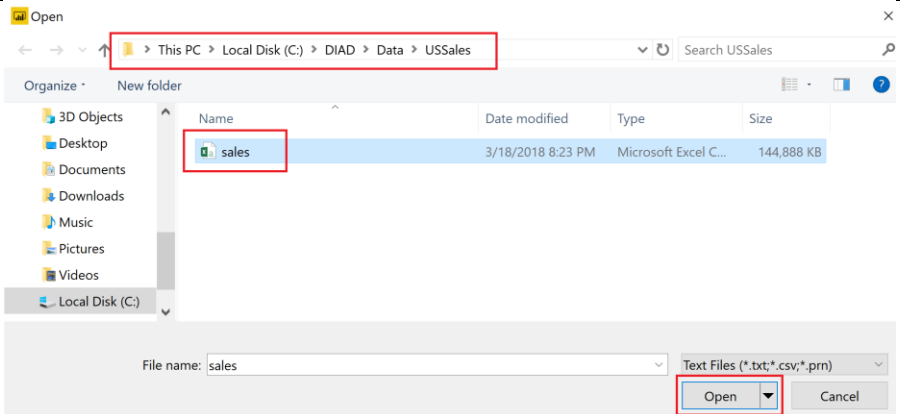 Open
This PC > Local Disk (C:) > DIAD > Data > USSales
Search USSales
Organize
New folder
?
3D Objects
Desktop
Documents
Downloads
Music
Pictures
Videos
Local Disk (C:)
Name Date modified Type Size
sales 3/18/2018 8:23 PM Microsoft Excel C... 144,888 KB
File name: sales Text Files (*.txt;*.csv;*.prn)
Open Cancel